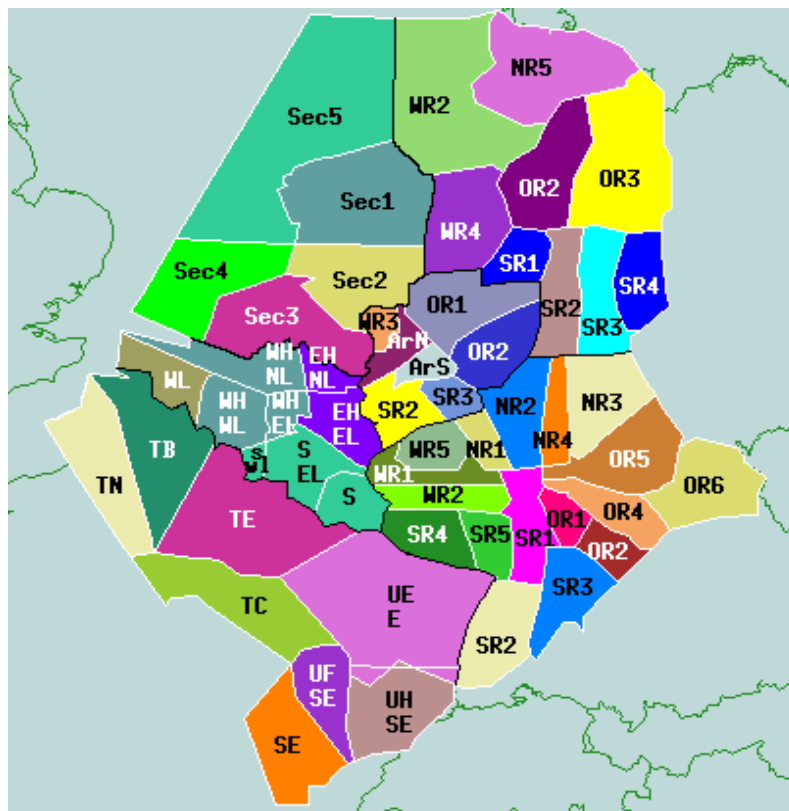 NR5
Sec5
WR2
OR2
OR3
Sec1
WR4
SR1
Sec4
Sec2
SR2
SR4
OR1
Sec3
WR3
SR3
ArN
WH
NL
EH
NL
OR2
ArS
WL
WH
WL
WH
EL
EH
EL
SR2
SR3
NR2
NR3
TB
S
Wl
S
EL
WR5
NR1
NR4
OR5
TN
WR1
OR6
S
WR2
TE
SR4
SR5
SR1
OR1
OR4
OR2
TC
UE
E
SR3
SR2
UF
SE
UH
SE
SE